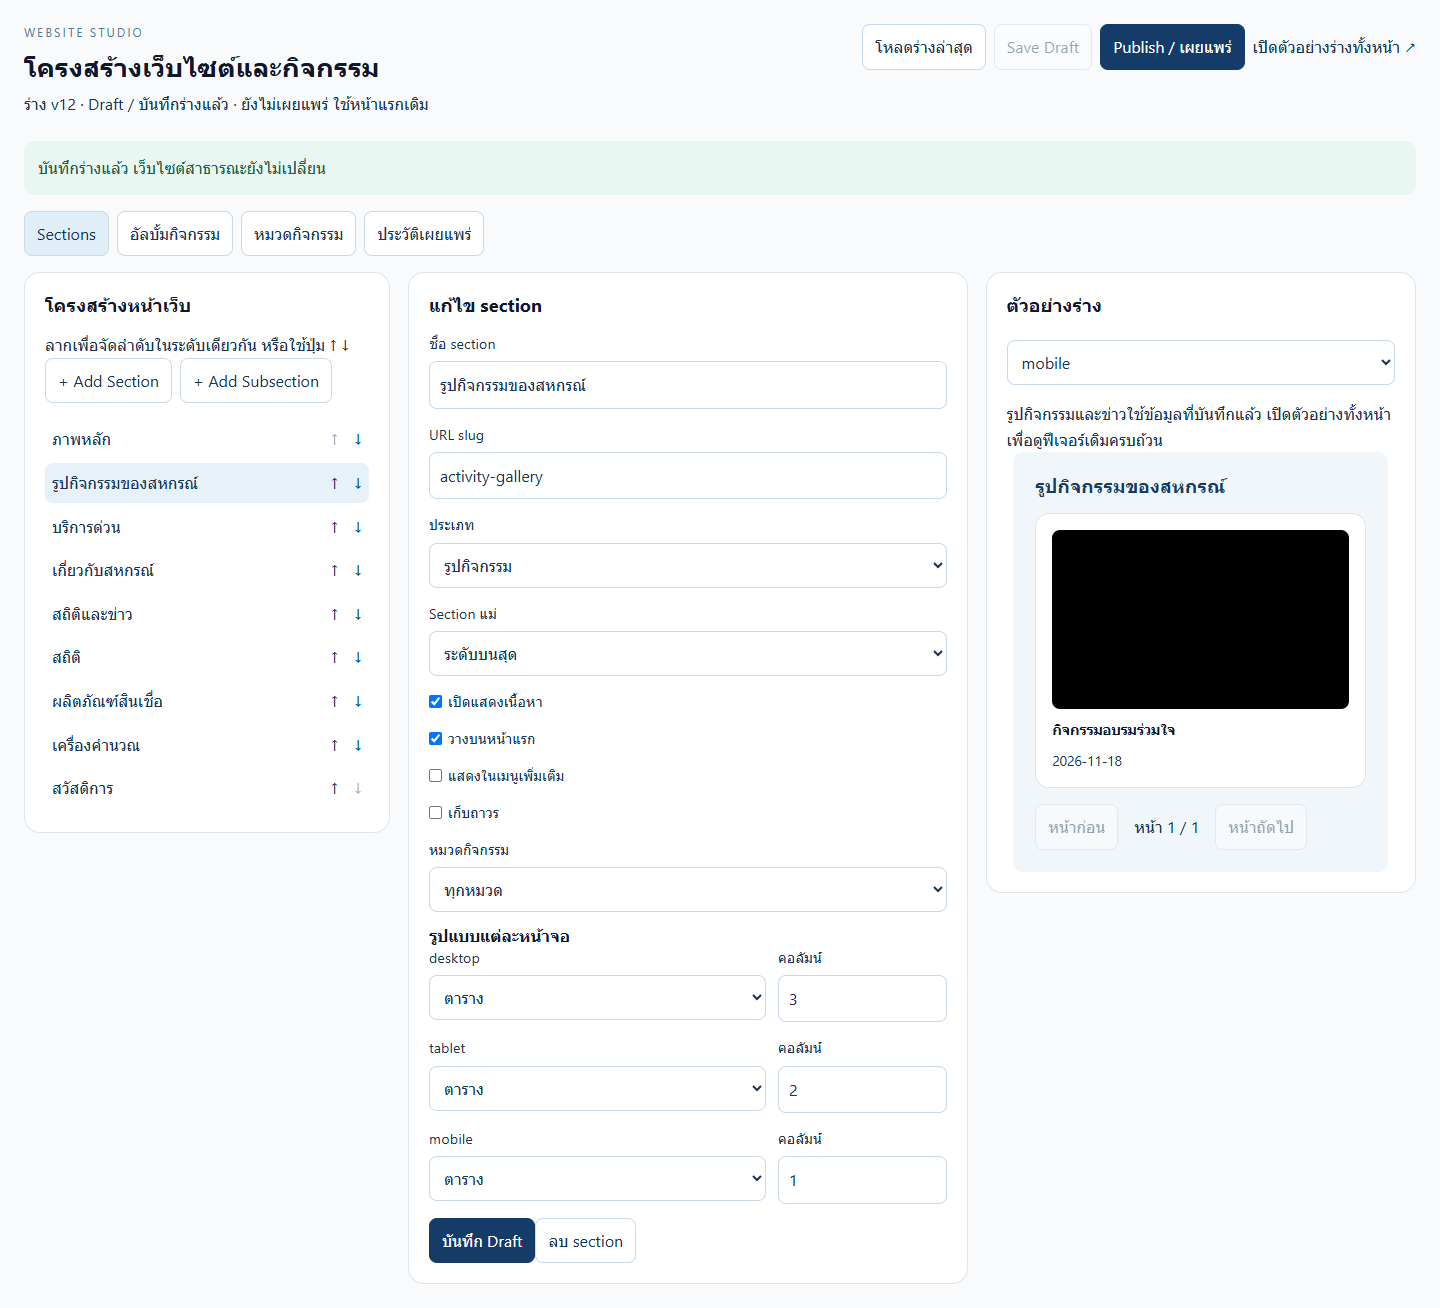 WEBSITE STUDIO
โครงสร้างเว็บไซต์และกิจกรรม
ร่าง v12 · Draft / บันทึกร่างแล้ว · ยังไม่เผยแพร่ ใช้หน้าแรกเดิม
โหลดร่างล่าสุด
Save Draft
Publish / เผยแพร่
เปิดตัวอย่างร่างทั้งหน้า ↗
บันทึกร่างแล้ว เว็บไซต์สาธารณะยังไม่เปลี่ยน
Sections
อัลบั้มกิจกรรม
หมวดกิจกรรม
ประวัติเผยแพร่
โครงสร้างหน้าเว็บ
ลากเพื่อจัดลำดับในระดับเดียวกัน หรือใช้ปุ่ม ↑ ↓
+ Add Section
+ Add Subsection
ภาพหลัก ↑ ↓
รูปกิจกรรมของสหกรณ์ ↑ ↓
บริการด่วน ↑ ↓
เกี่ยวกับสหกรณ์ ↑ ↓
สถิติและข่าว ↑ ↓
สถิติ ↑ ↓
ผลิตภัณฑ์สินเชื่อ ↑ ↓
เครื่องคำนวณ ↑ ↓
สวัสดิการ ↑ ↓
แก้ไข section
ชื่อ section
รูปกิจกรรมของสหกรณ์
URL slug
activity-gallery
ประเภท
รูปกิจกรรม
Section แม่
ระดับบนสุด
เปิดแสดงเนื้อหา
วางบนหน้าแรก
แสดงในเมนูเพิ่มเติม
เก็บถาวร
หมวดกิจกรรม
ทุกหมวด
รูปแบบแต่ละหน้าจอ
desktop คอลัมน์
ตาราง 3
tablet คอลัมน์
ตาราง 2
mobile คอลัมน์
ตาราง 1
บันทึก Draft
ลบ section
ตัวอย่างร่าง
mobile
รูปกิจกรรมและข่าวใช้ข้อมูลที่บันทึกแล้ว เปิดตัวอย่างทั้งหน้า
เพื่อดูฟีเจอร์เดิมครบถ้วน
รูปกิจกรรมของสหกรณ์
กิจกรรมอบรมร่วมใจ
2026-11-18
หน้าก่อน
หน้า 1 / 1
หน้าถัดไป